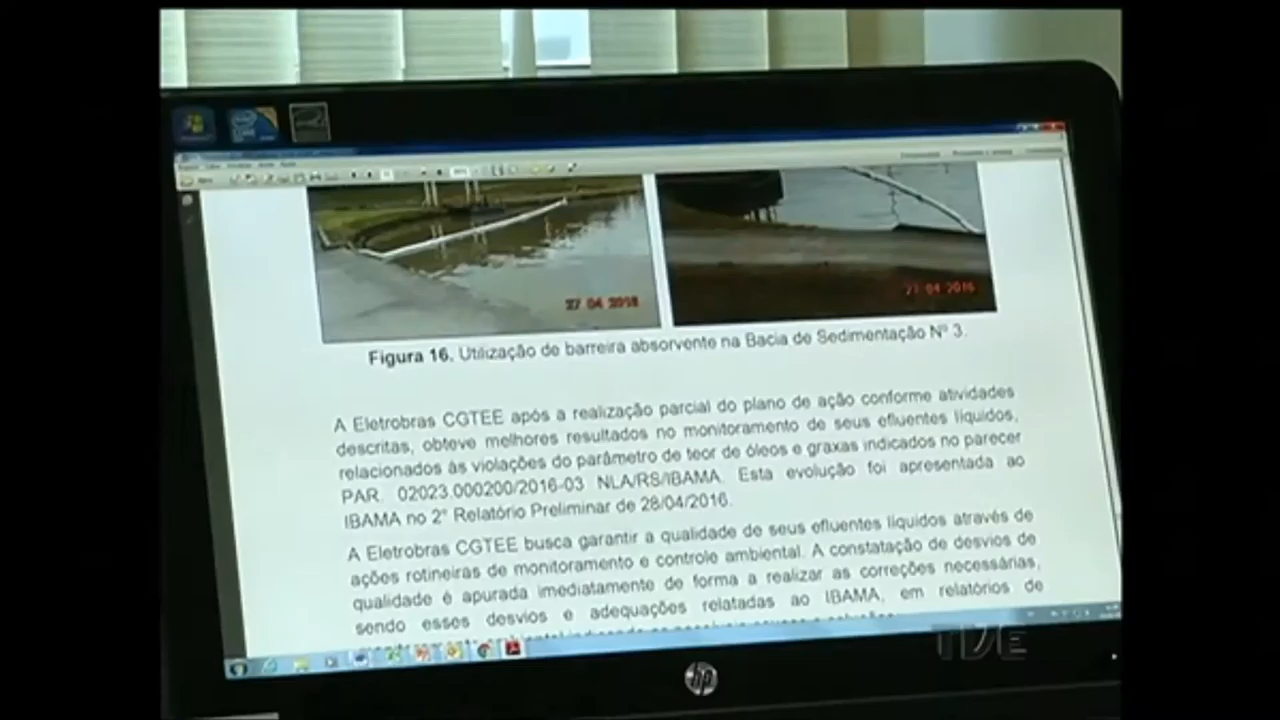 27 04 2016
27 04 2016
Figura 16. Utilização de barreira absorvente na Bacia de Sedimentação Nº 3.
A Eletrobras CGTEE após a realização parcial do plano de ação conforme atividades
descritas, obteve melhores resultados no monitoramento de seus efluentes líquidos,
relacionados às violações do parâmetro de teor de óleos e graxas indicados no parecer
PAR. 02023.000200/2016-03 NLA/RS/IBAMA. Esta evolução foi apresentada ao
IBAMA no 2° Relatório Preliminar de 28/04/2016.
A Eletrobras CGTEE busca garantir a qualidade de seus efluentes líquidos através de
ações rotineiras de monitoramento e controle ambiental. A constatação de desvios de
qualidade é apurada imediatamente de forma a realizar as correções necessárias,
sendo esses desvios e adequações relatadas ao IBAMA, em relatórios de
TVE
hp